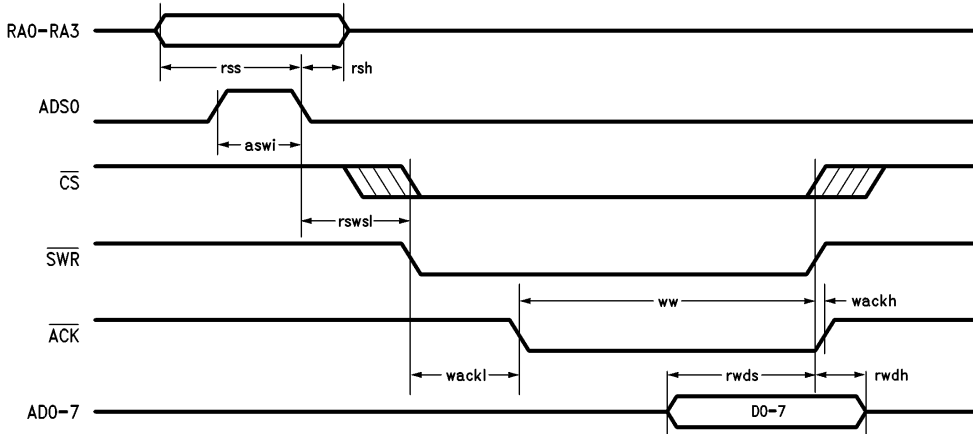 RA0-RA3
rss
rsh
ADS0
aswi
CS
rswsl
SWR
ww
wackh
ACK
wackl
rwds
rwdh
AD0-7
D0-7